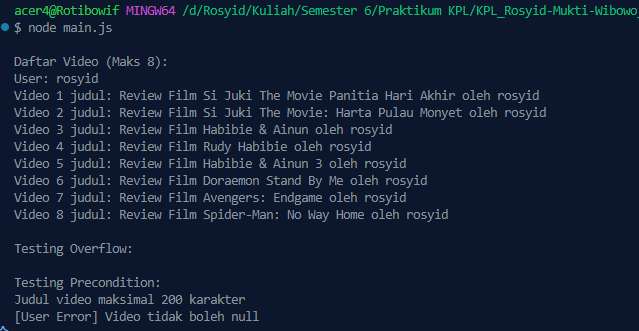 acer4@Rotibowif MINGW64 /d/Rosyid/Kuliah/Semester 6/Praktikum KPL/KPL_Rosyid-Mukti-Wibowo
$ node main.js
Daftar Video (Maks 8):
User: rosyid
Video 1 judul: Review Film Si Juki The Movie Panitia Hari Akhir oleh rosyid
Video 2 judul: Review Film Si Juki The Movie: Harta Pulau Monyet oleh rosyid
Video 3 judul: Review Film Habibie & Ainun oleh rosyid
Video 4 judul: Review Film Rudy Habibie oleh rosyid
Video 5 judul: Review Film Habibie & Ainun 3 oleh rosyid
Video 6 judul: Review Film Doraemon Stand By Me oleh rosyid
Video 7 judul: Review Film Avengers: Endgame oleh rosyid
Video 8 judul: Review Film Spider-Man: No Way Home oleh rosyid
Testing Overflow:
Testing Precondition:
Judul video maksimal 200 karakter
[User Error] Video tidak boleh null